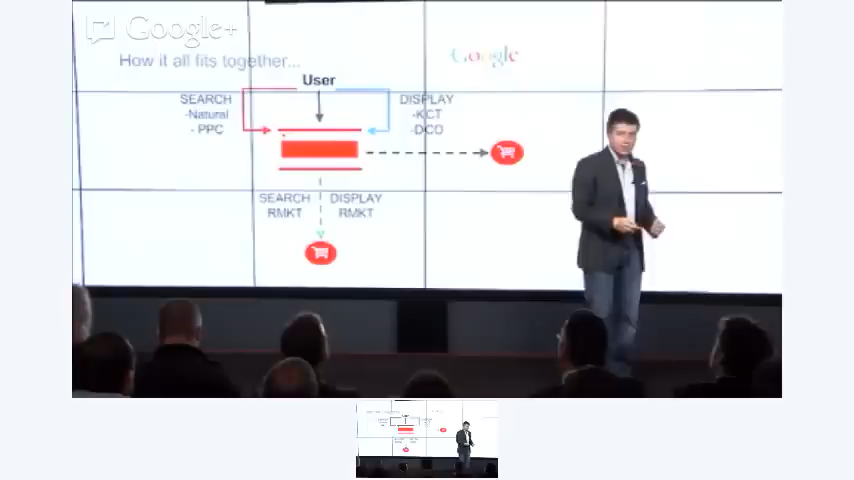 Google+
How it all fits together...
Google
User
SEARCH
-Natural
- PPC
DISPLAY
-KCT
-DCO
SEARCH
RMKT
DISPLAY
RMKT